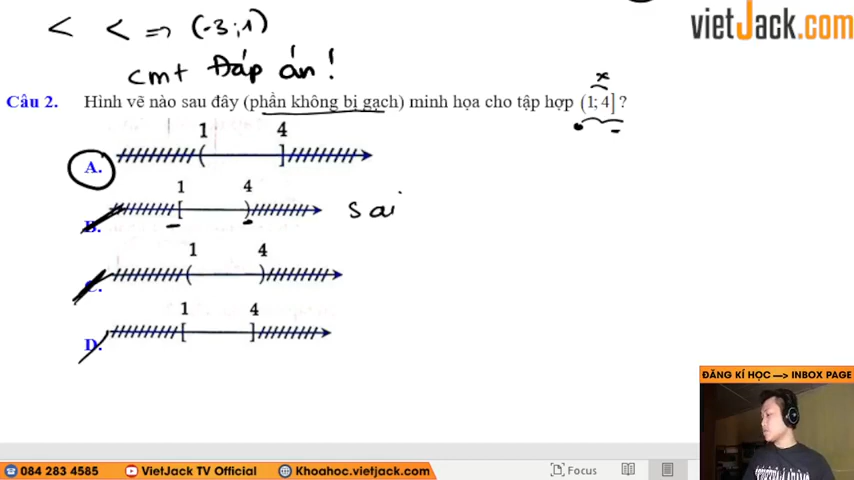 vietJack.com
< < => (-3; 1)
cmt Đáp án !
x
Câu 2. Hình vẽ nào sau đây (phần không bị gạch) minh họa cho tập hợp (1; 4] ?
1 4
A. ( ]
1 4
B. [ ) sai
1 4
C. ( )
1 4
D. [ ]
ĐĂNG KÍ HỌC —> INBOX PAGE
084 283 4585 VietJack TV Official Khoahoc.vietjack.com Focus